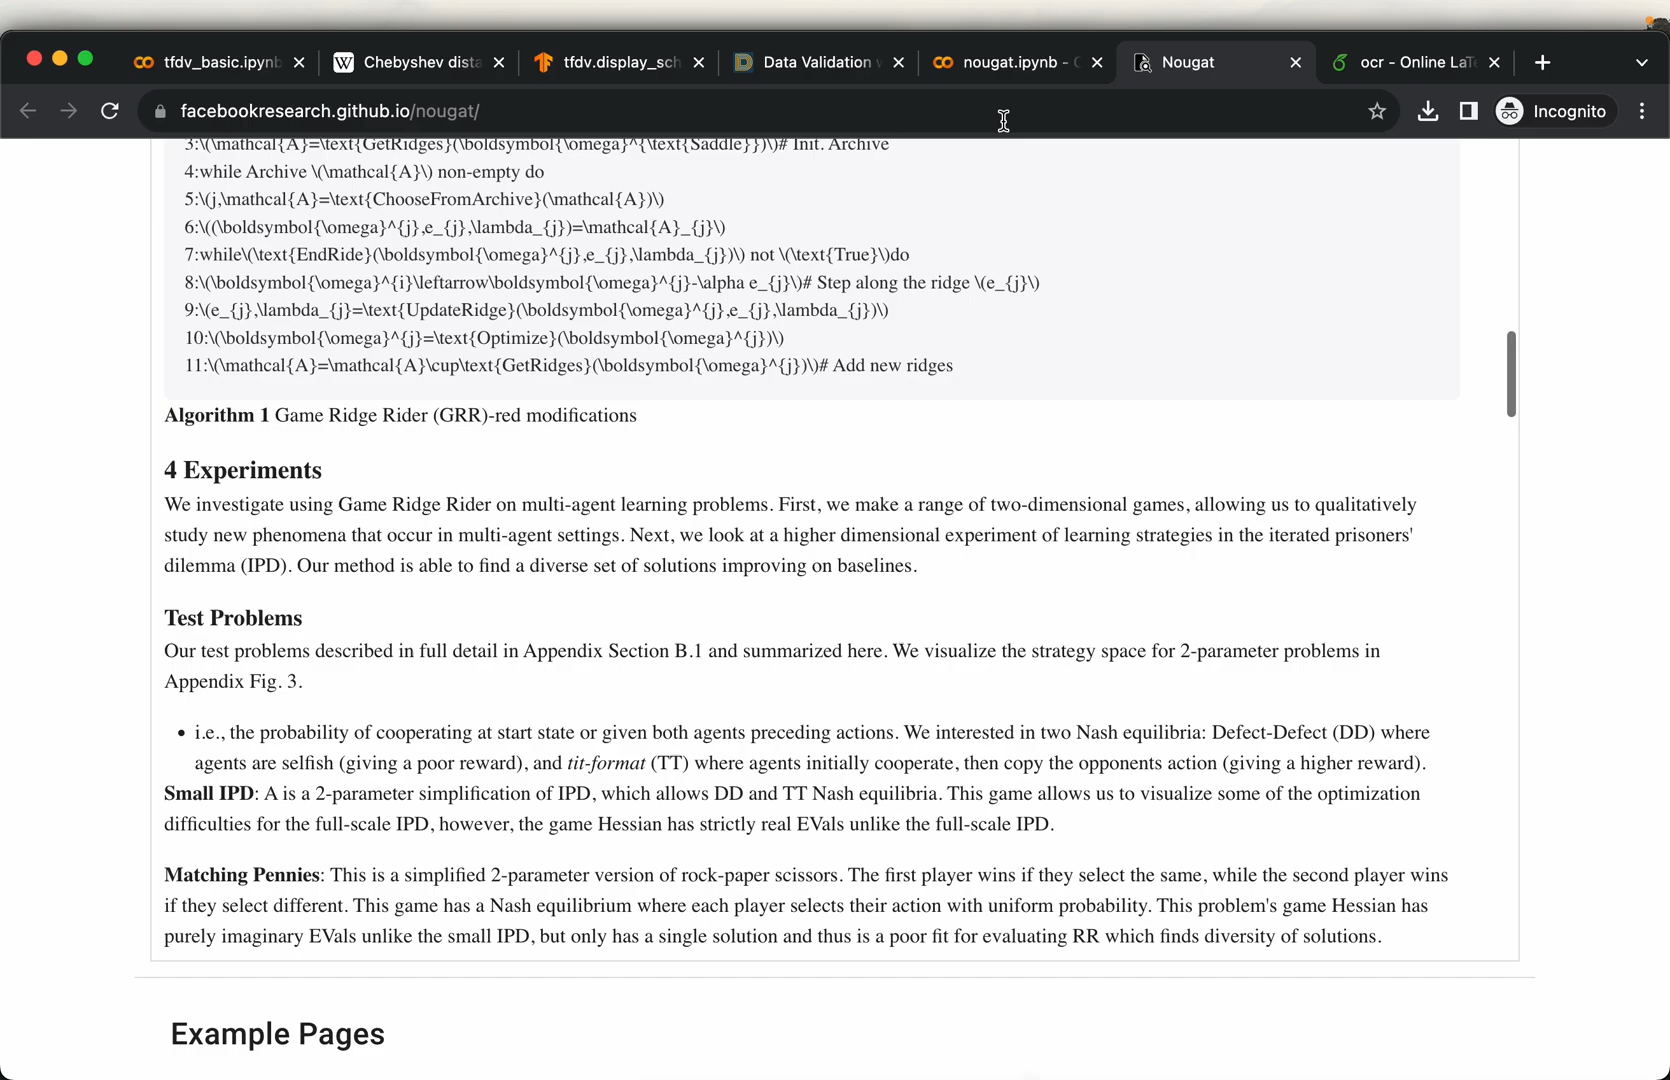 tfdv_basic.ipynb
Chebyshev dista
tfdv.display_sch
Data Validation w
nougat.ipynb - C
Nougat
ocr - Online LaTe
facebookresearch.github.io/nougat/
Incognito
3:\(\mathcal{A}=\text{GetRidges}(\boldsymbol{\omega}^{\text{Saddle}})\)# Init. Archive
4:while Archive \(\mathcal{A}\) non-empty do
5:\(j,\mathcal{A}=\text{ChooseFromArchive}(\mathcal{A})\)
6:\((\boldsymbol{\omega}^{j},e_{j},\lambda_{j})=\mathcal{A}_{j}\)
7:while\(\text{EndRide}(\boldsymbol{\omega}^{j},e_{j},\lambda_{j})\) not \(\text{True}\)do
8:\(\boldsymbol{\omega}^{i}\leftarrow\boldsymbol{\omega}^{j}-\alpha e_{j}\)# Step along the ridge \(e_{j}\)
9:\(e_{j},\lambda_{j}=\text{UpdateRidge}(\boldsymbol{\omega}^{j},e_{j},\lambda_{j})\)
10:\(\boldsymbol{\omega}^{j}=\text{Optimize}(\boldsymbol{\omega}^{j})\)
11:\(\mathcal{A}=\mathcal{A}\cup\text{GetRidges}(\boldsymbol{\omega}^{j})\)# Add new ridges
Algorithm 1 Game Ridge Rider (GRR)-red modifications
4 Experiments
We investigate using Game Ridge Rider on multi-agent learning problems. First, we make a range of two-dimensional games, allowing us to qualitatively
study new phenomena that occur in multi-agent settings. Next, we look at a higher dimensional experiment of learning strategies in the iterated prisoners'
dilemma (IPD). Our method is able to find a diverse set of solutions improving on baselines.
Test Problems
Our test problems described in full detail in Appendix Section B.1 and summarized here. We visualize the strategy space for 2-parameter problems in
Appendix Fig. 3.
• i.e., the probability of cooperating at start state or given both agents preceding actions. We interested in two Nash equilibria: Defect-Defect (DD) where
agents are selfish (giving a poor reward), and tit-format (TT) where agents initially cooperate, then copy the opponents action (giving a higher reward).
Small IPD: A is a 2-parameter simplification of IPD, which allows DD and TT Nash equilibria. This game allows us to visualize some of the optimization
difficulties for the full-scale IPD, however, the game Hessian has strictly real EVals unlike the full-scale IPD.
Matching Pennies: This is a simplified 2-parameter version of rock-paper scissors. The first player wins if they select the same, while the second player wins
if they select different. This game has a Nash equilibrium where each player selects their action with uniform probability. This problem's game Hessian has
purely imaginary EVals unlike the small IPD, but only has a single solution and thus is a poor fit for evaluating RR which finds diversity of solutions.
Example Pages